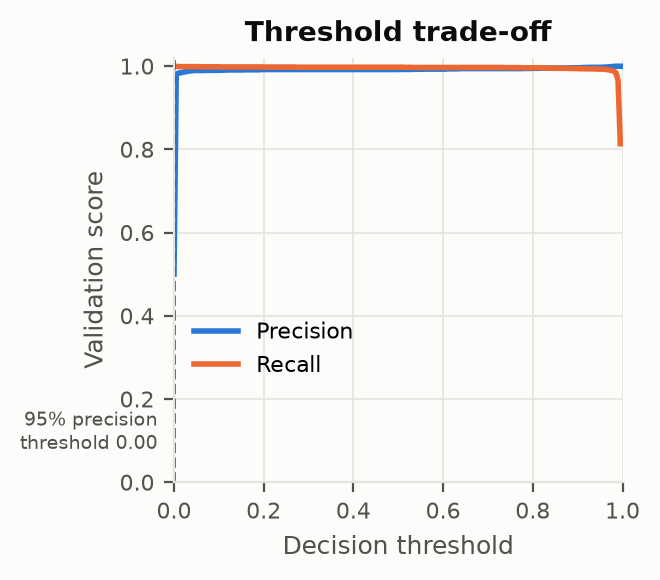 Threshold trade-off
Validation score
1.0
0.8
0.6
0.4
0.2
0.0
Precision
Recall
95% precision
threshold 0.00
0.0 0.2 0.4 0.6 0.8 1.0
Decision threshold